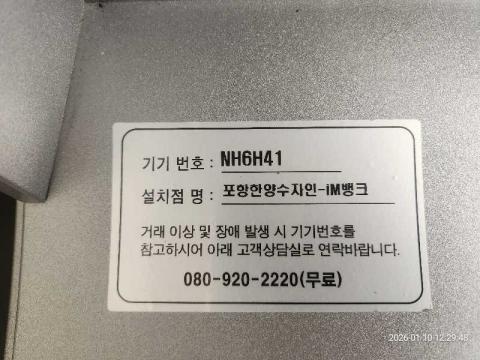 기기 번호 : NH6H41
설치점 명 : 포항한양수자인-iM뱅크
거래 이상 및 장애 발생 시 기기번호를
참고하시어 아래 고객상담실로 연락바랍니다.
080-920-2220(무료)
2026-01-10 12:29:48